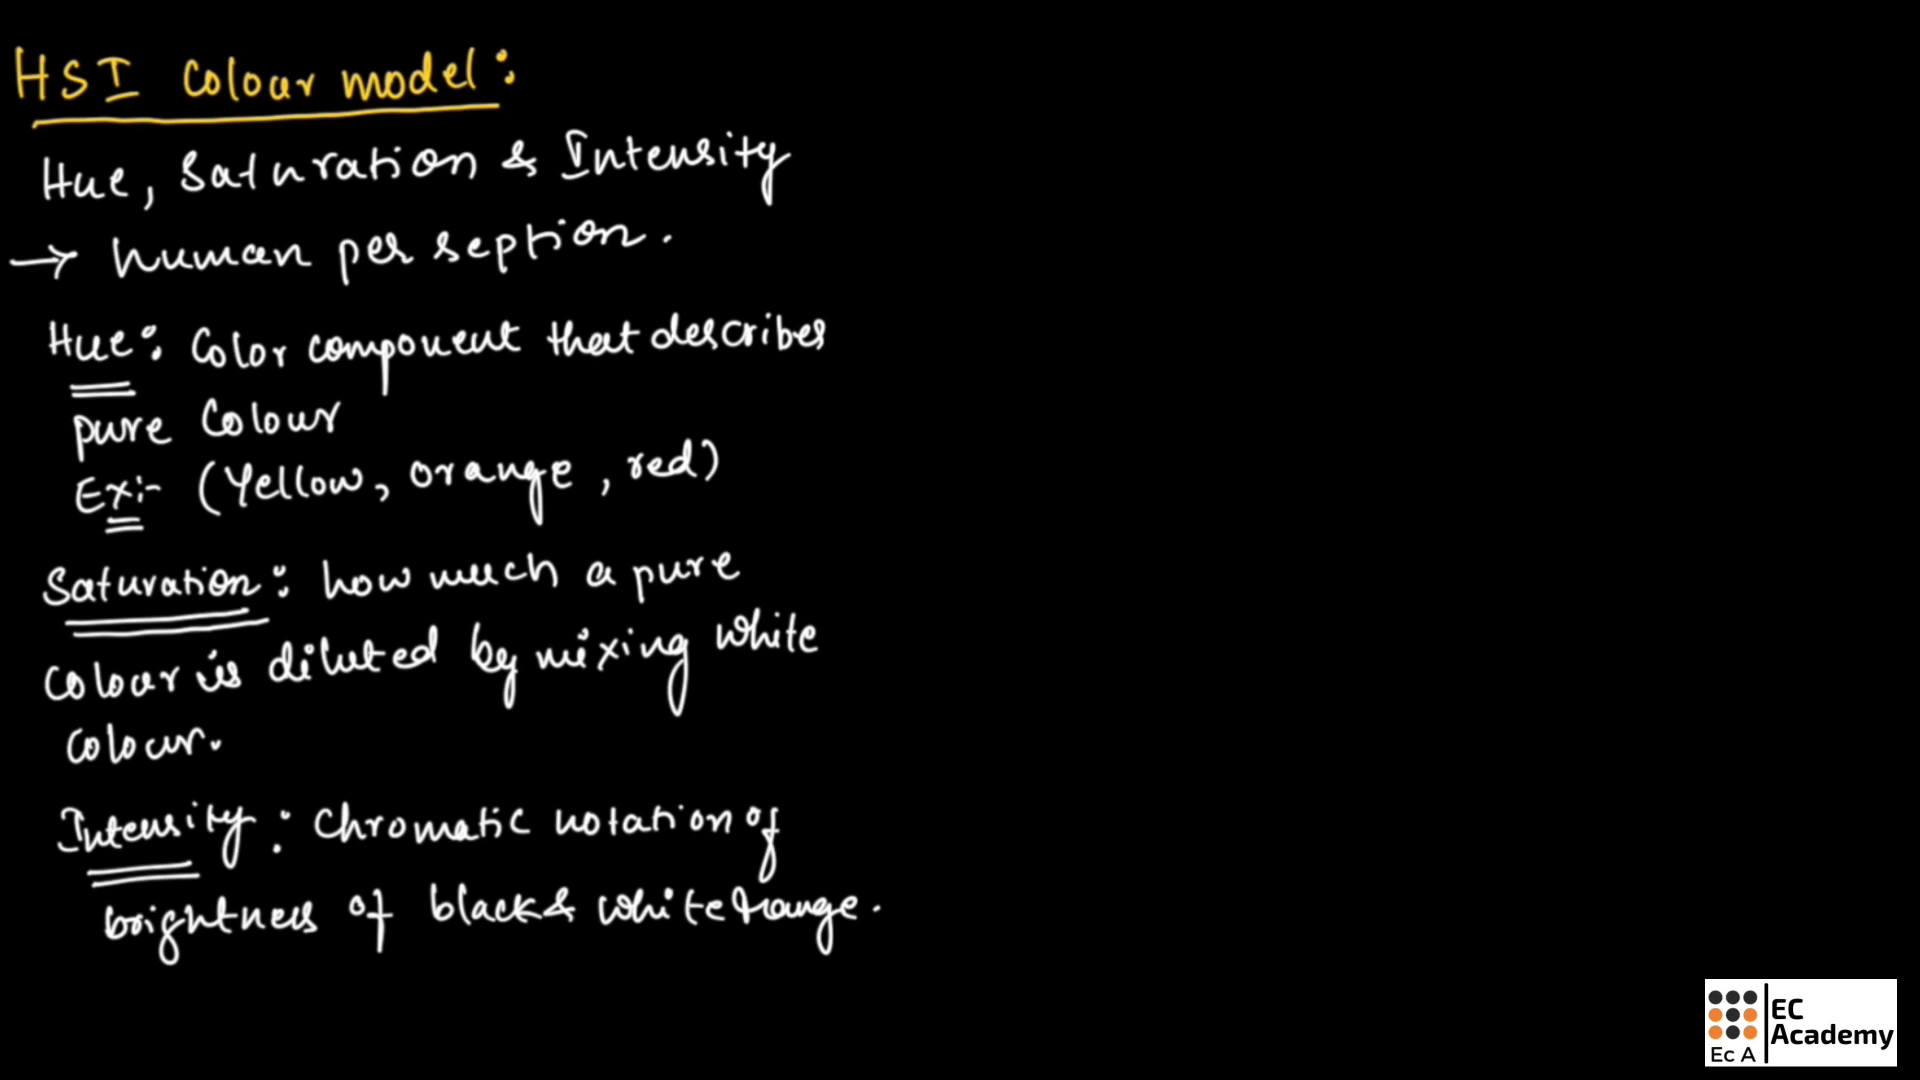 HSI Colour model:
Hue, Saturation & Intensity
→ human perseption.
Hue: Color component that describes
pure Colour
Ex:- (Yellow, orange, red)
Saturation: how much a pure
colour is diluted by mixing white
colour.
Intensity: Chromatic notation of
brightness of black & white range.
EC
Academy
Ec A